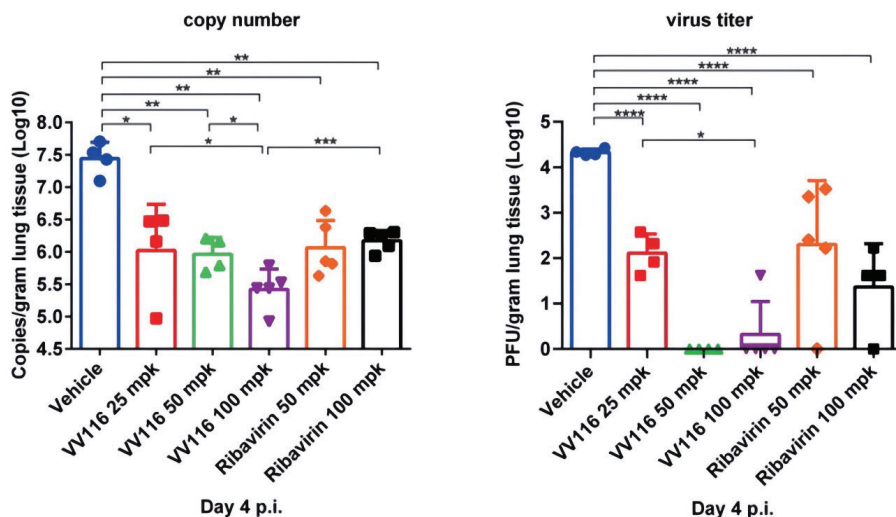 copy number
**
**
**
**
*
*
*
***
Copies/gram lung tissue (Log10)
8.0
7.5
7.0
6.5
6.0
5.5
5.0
4.5
Vehicle
VV116 25 mpk
VV116 50 mpk
VV116 100 mpk
Ribavirin 50 mpk
Ribavirin 100 mpk
Day 4 p.i.
virus titer
****
****
****
****
****
*
PFU/gram lung tissue (Log10)
5
4
3
2
1
0
Vehicle
VV116 25 mpk
VV116 50 mpk
VV116 100 mpk
Ribavirin 50 mpk
Ribavirin 100 mpk
Day 4 p.i.